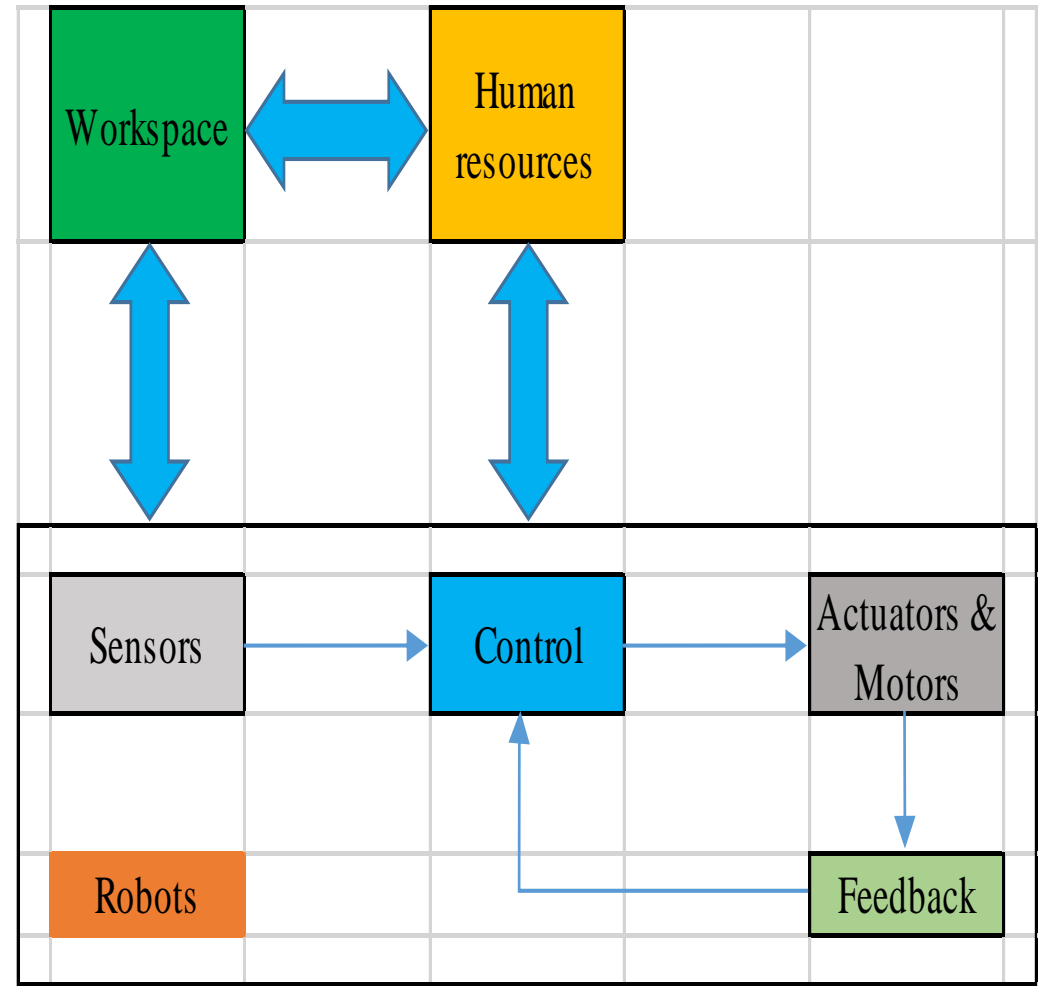 Workspace
Human
resources
Sensors
Control
Actuators &
Motors
Robots
Feedback